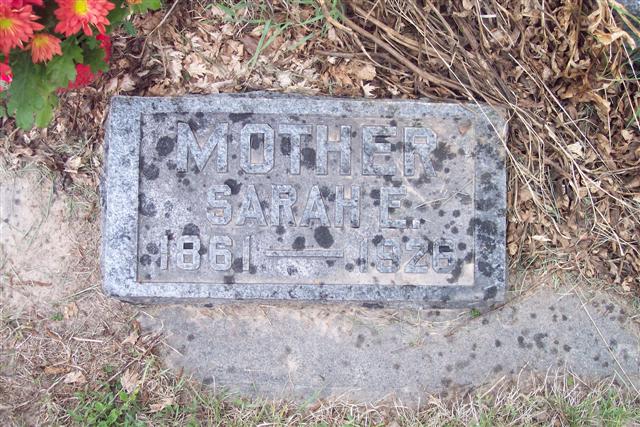 MOTHER
SARAH E.
1861 — 1926